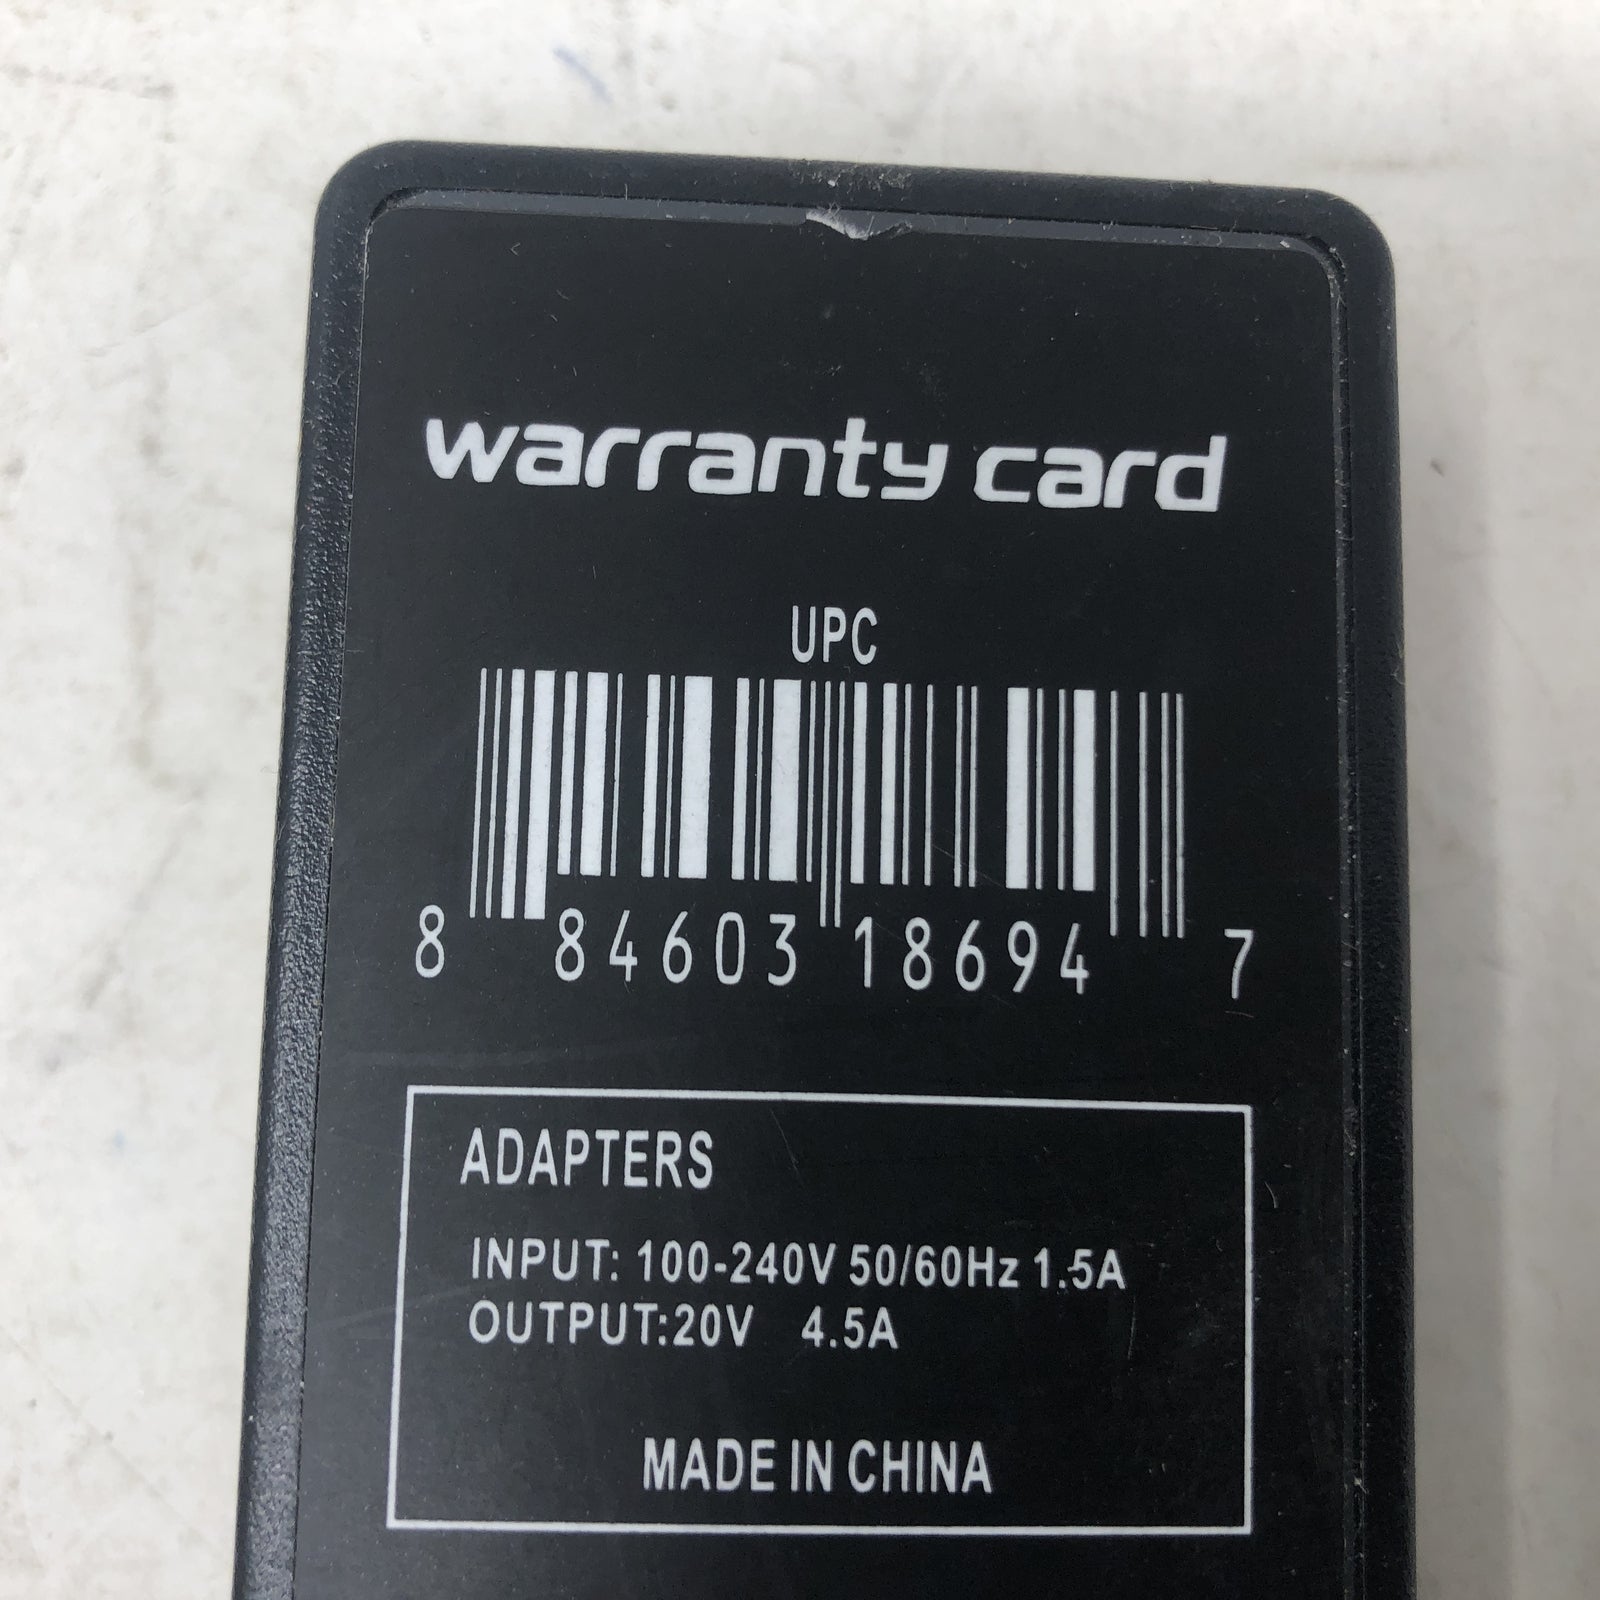 warranty card
UPC
8 84603 18694 7
ADAPTERS
INPUT: 100-240V 50/60Hz 1.5A
OUTPUT:20V 4.5A
MADE IN CHINA